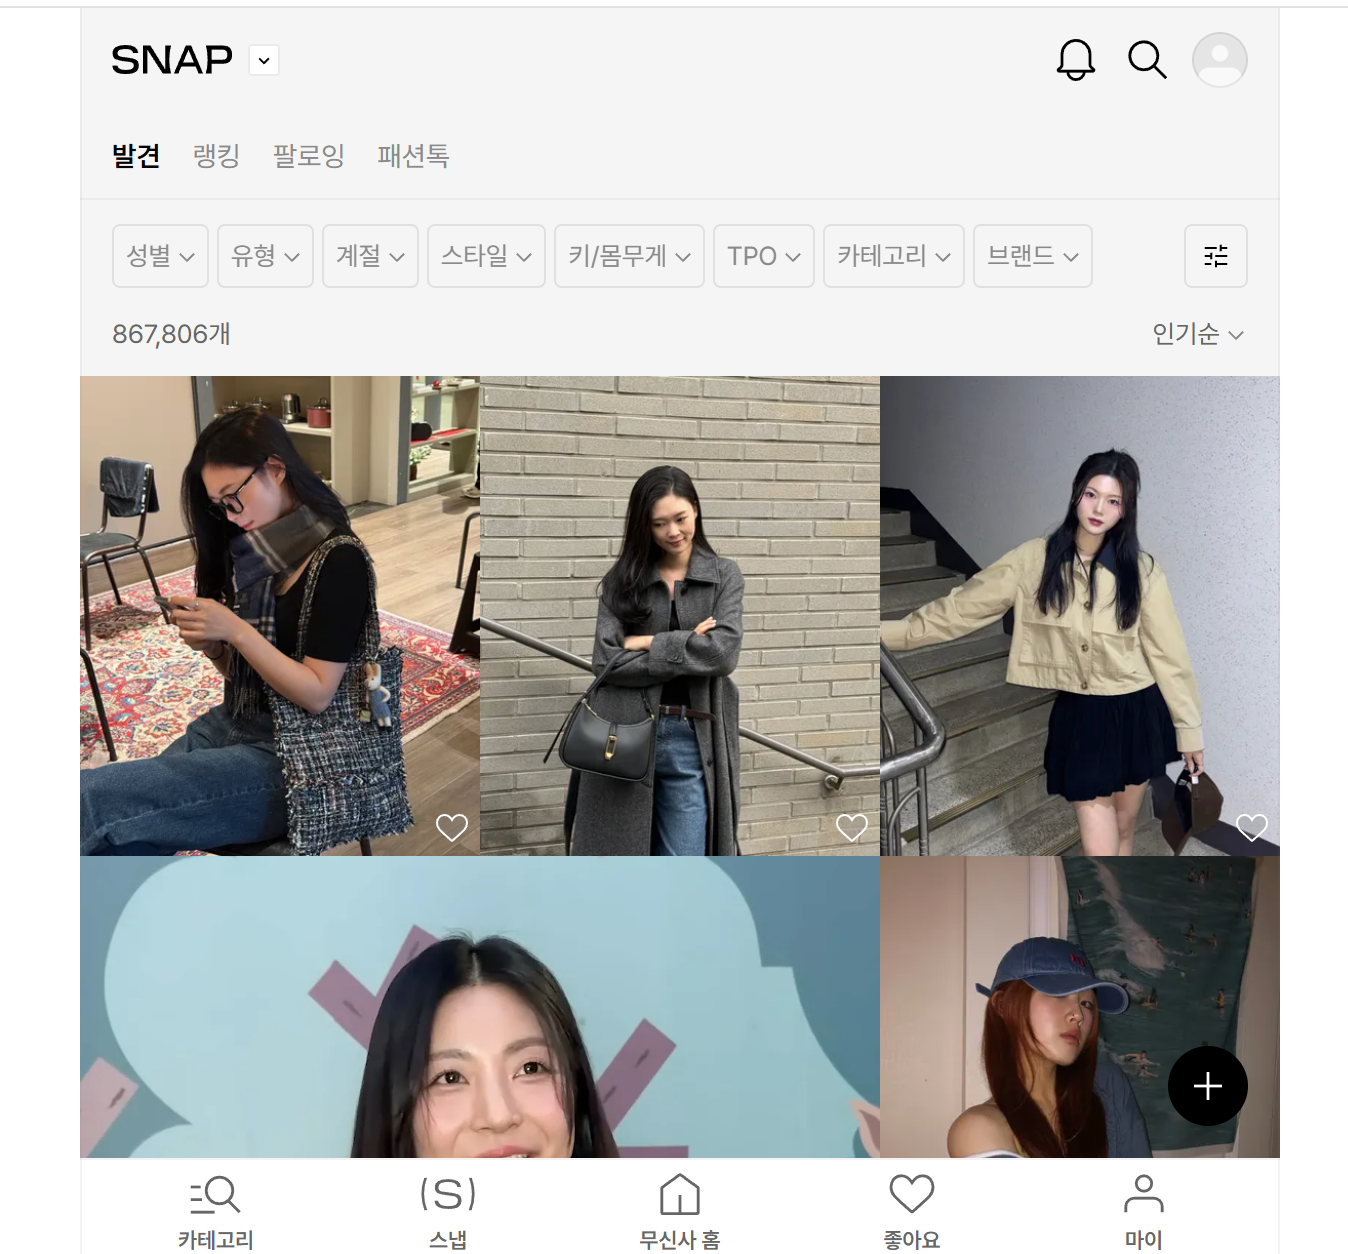 SNAP
발견 랭킹 팔로잉 패션톡
성별 유형 계절 스타일 키/몸무게 TPO 카테고리 브랜드
867,806개 인기순
카테고리 (S) 스냅 무신사 홈 좋아요 마이